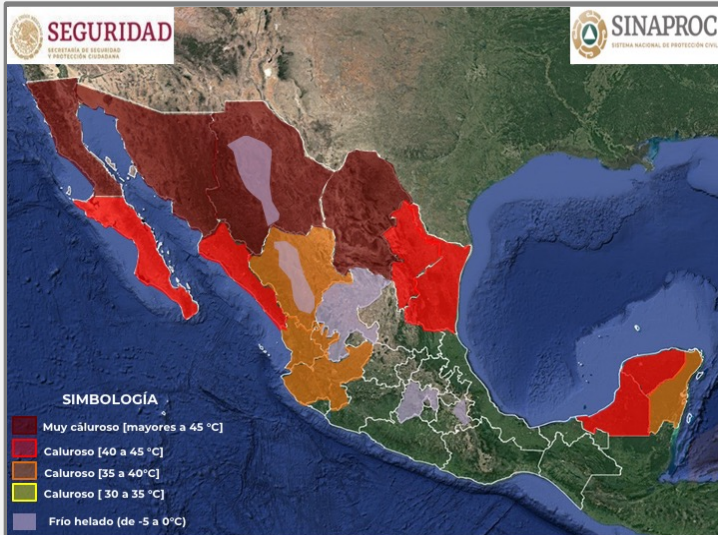 SEGURIDAD
SECRETARÍA DE SEGURIDAD
Y PROTECCIÓN CIUDADANA
SINAPROC
SISTEMA NACIONAL DE PROTECCIÓN CIVIL
SIMBOLOGÍA
Muy cáluroso [mayores a 45 °C]
Caluroso [40 a 45 °C]
Caluroso [35 a 40°C]
Caluroso [ 30 a 35 °C]
Frío helado (de -5 a 0°C)